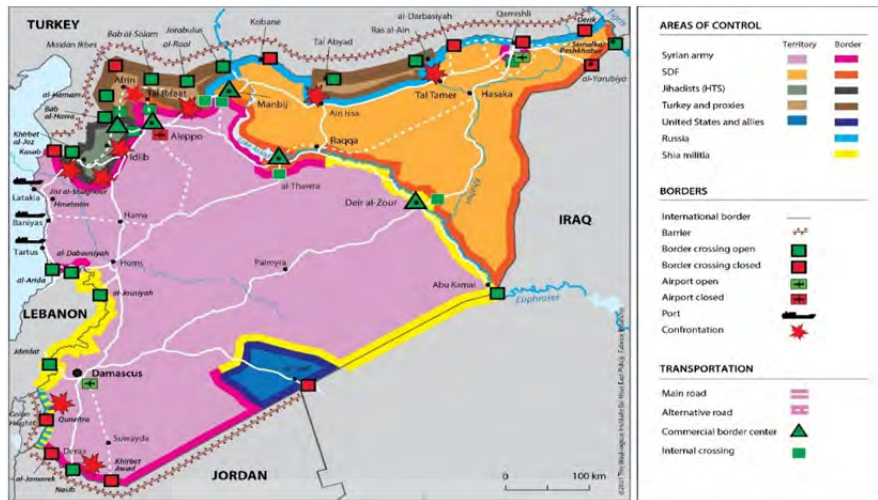 TURKEY
Maidan Ikbes
Bab al-Salam
Jarabulus
al-Raal
Kobane
Tal Abyad
al-Darbasiyah
Ras al-Ain
Qamishli
Derik
Tigris
Semalka/
Peshkhabur
al-Yarubiya
Afrin
Tal Rifaat
al-Hamam
Bab
al-Hawa
Manbij
Ain Issa
Tal Tamer
Hasaka
Khirbet
al-Joz
Kasab
Aleppo
Idlib
Raqqa
al-Thawra
Khabur
Jisr al-Shughour
Hmeimim
Latakia
Baniyas
Tartus
Hama
Deir al-Zour
IRAQ
al-Dabousiyah
Homs
Palmyra
al-Arida
al-Jousiyah
Abu Kamal
Euphrates
LEBANON
Damascus
Golan
Heights
Quneitra
Suwayda
Deraa
Khirbet
Awad
al-Jomarek
Nasib
JORDAN
0
100 km
AREAS OF CONTROL
Territory
Border
Syrian army
SDF
Jihadists (HTS)
Turkey and proxies
United States and allies
Russia
Shia militia
BORDERS
International border
Barrier
Border crossing open
Border crossing closed
Airport open
Airport closed
Port
Confrontation
TRANSPORTATION
Main road
Alternative road
Commercial border center
Internal crossing